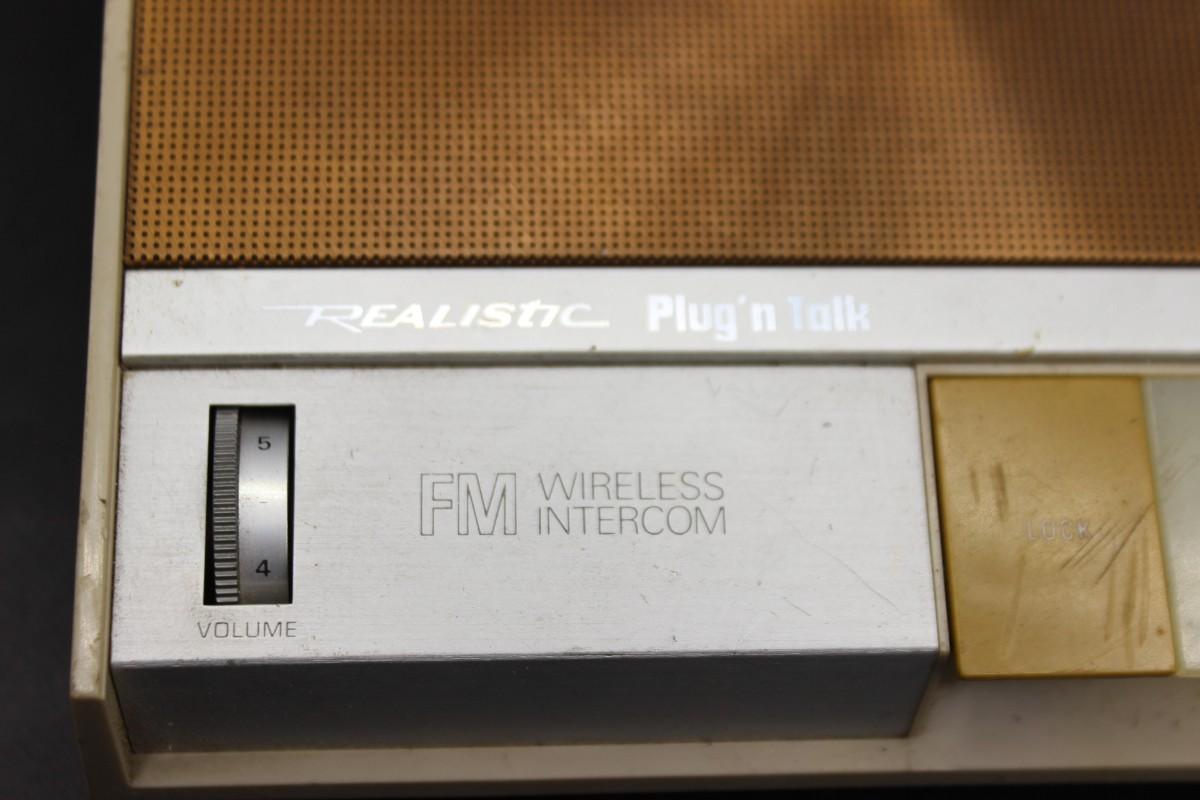 REALISTIC Plug'n Talk
5
4
VOLUME
FM WIRELESS
INTERCOM
LOCK